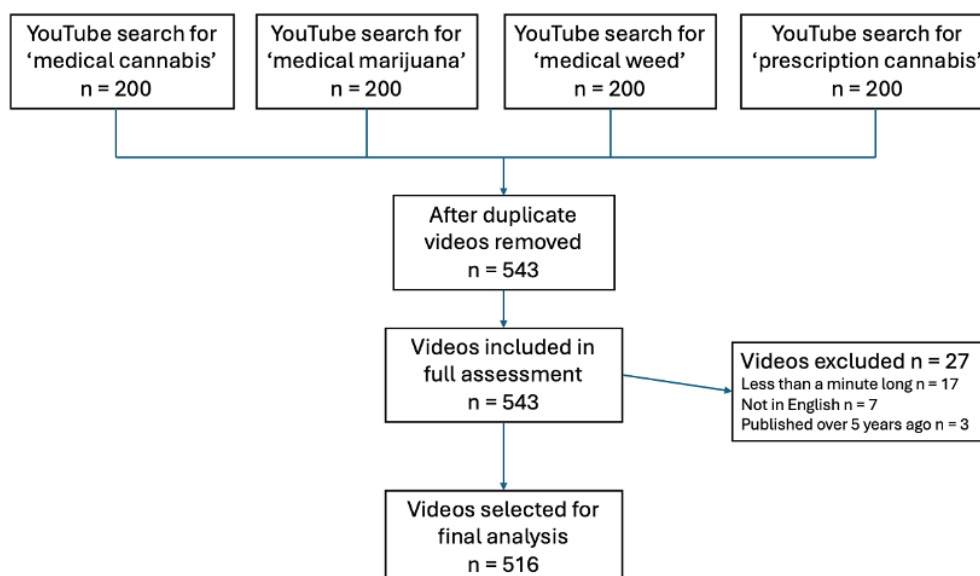 YouTube search for
‘medical cannabis’
n = 200
YouTube search for
‘medical marijuana’
n = 200
YouTube search for
‘medical weed’
n = 200
YouTube search for
‘prescription cannabis’
n = 200
After duplicate
videos removed
n = 543
Videos included in
full assessment
n = 543
Videos excluded n = 27
Less than a minute long n = 17
Not in English n = 7
Published over 5 years ago n = 3
Videos selected for
final analysis
n = 516